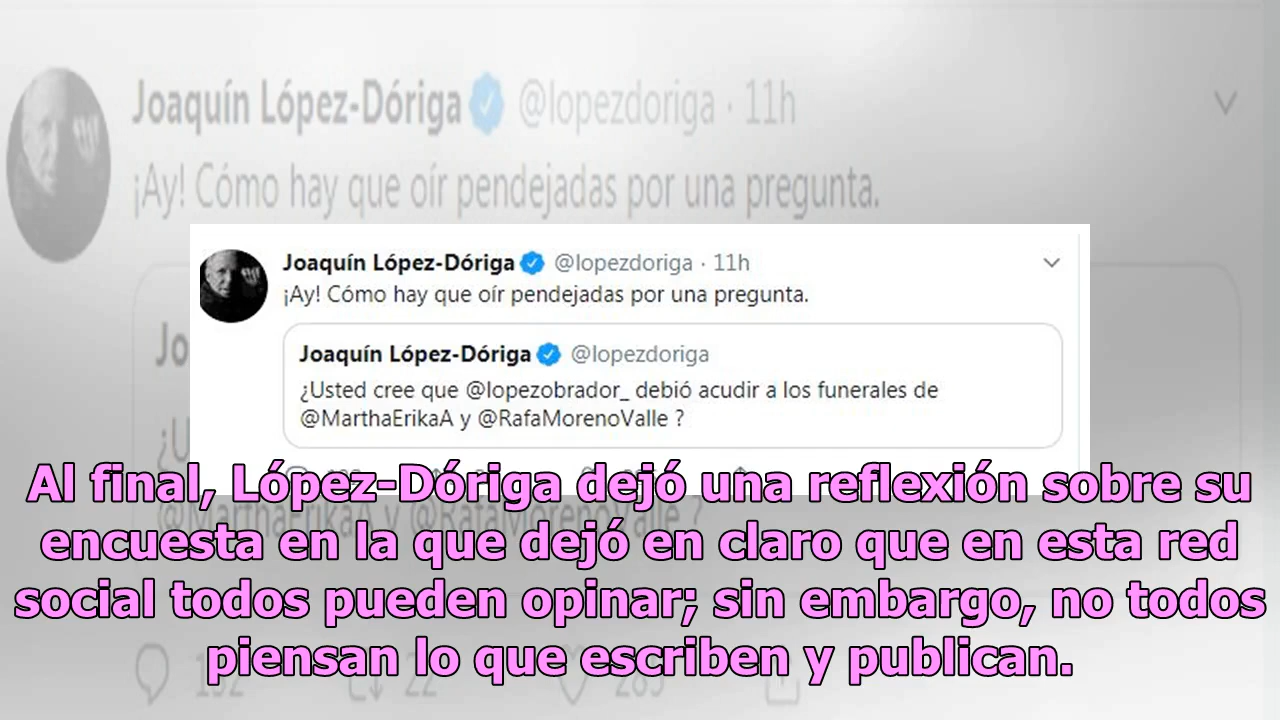 Joaquín López-Dóriga @lopezdoriga · 11h
¡Ay! Cómo hay que oír pendejadas por una pregunta.
Joaquín López-Dóriga @lopezdoriga · 11h
¡Ay! Cómo hay que oír pendejadas por una pregunta.
Joaquín López-Dóriga @lopezdoriga
¿Usted cree que @lopezobrador_ debió acudir a los funerales de
@MarthaErikaA y @RafaMorenoValle ?
Jo
¿U
Al final, López-Dóriga dejó una reflexión sobre su
@MarthaErikaA y @RafaMorenoValle ?
encuesta en la que dejó en claro que en esta red
social todos pueden opinar; sin embargo, no todos
piensan lo que escriben y publican.
22